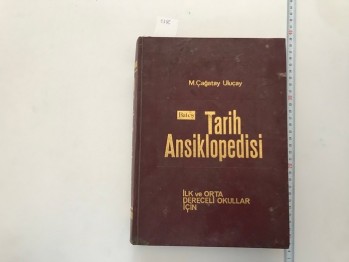 M.Çağatay Uluçay
Tarih
Ansiklopedisi
İLK ve ORTA
DERECELİ OKULLAR
İÇİN